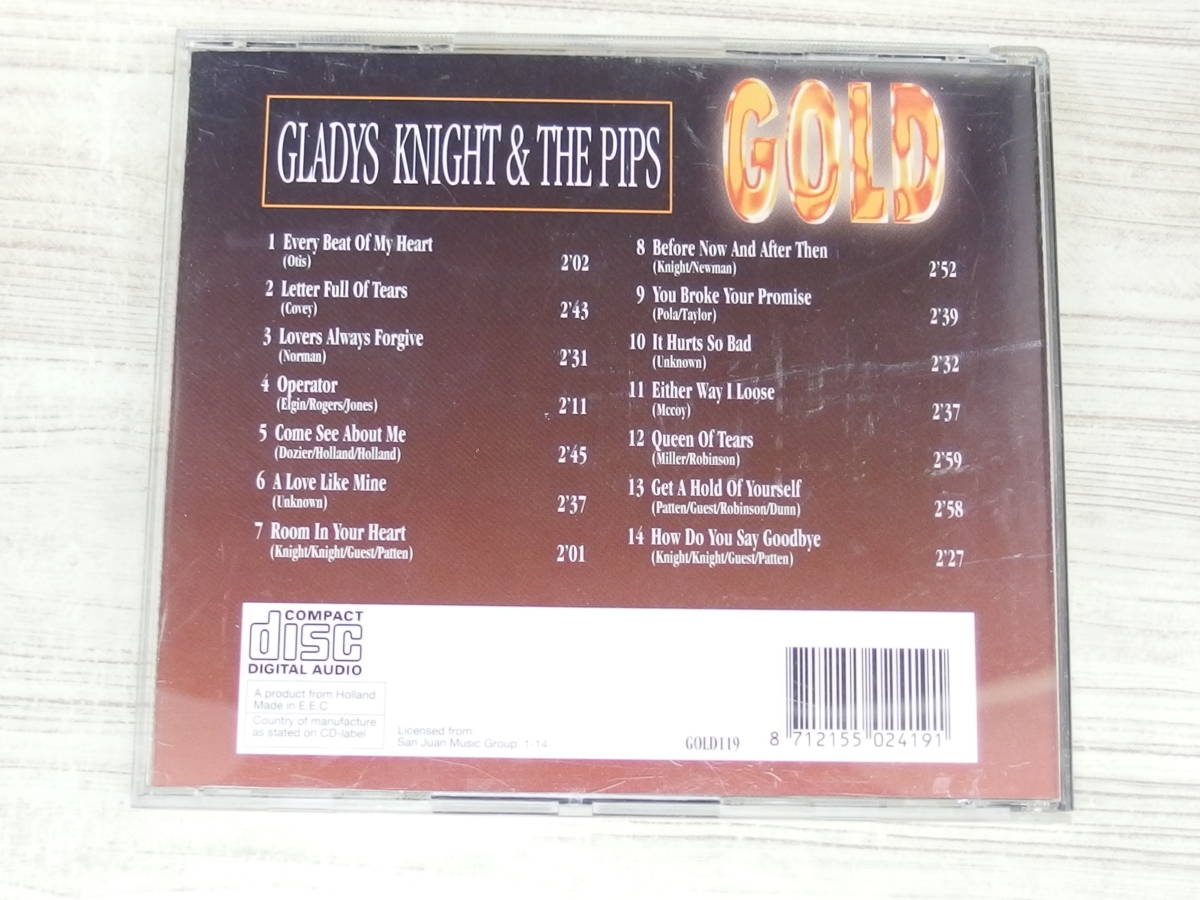 GLADYS KNIGHT & THE PIPS
GOLD
1 Every Beat Of My Heart
(Otis) 2'02
2 Letter Full Of Tears
(Covey) 2'43
3 Lovers Always Forgive
(Norman) 2'31
4 Operator
(Elgin/Rogers/Jones) 2'11
5 Come See About Me
(Dozier/Holland/Holland) 2'45
6 A Love Like Mine
(Unknown) 2'37
7 Room In Your Heart
(Knight/Knight/Guest/Patten) 2'01
8 Before Now And After Then
(Knight/Newman) 2'52
9 You Broke Your Promise
(Pola/Taylor) 2'39
10 It Hurts So Bad
(Unknown) 2'32
11 Either Way I Loose
(Mccoy) 2'37
12 Queen Of Tears
(Miller/Robinson) 2'59
13 Get A Hold Of Yourself
(Patten/Guest/Robinson/Dunn) 2'58
14 How Do You Say Goodbye
(Knight/Knight/Guest/Patten) 2'27
COMPACT
disc
DIGITAL AUDIO
A product from Holland
Made in E.E.C
Country of manufacture
as stated on CD-label
Licensed from
San Juan Music Group 1-14
GOLD119
8 712155 024191